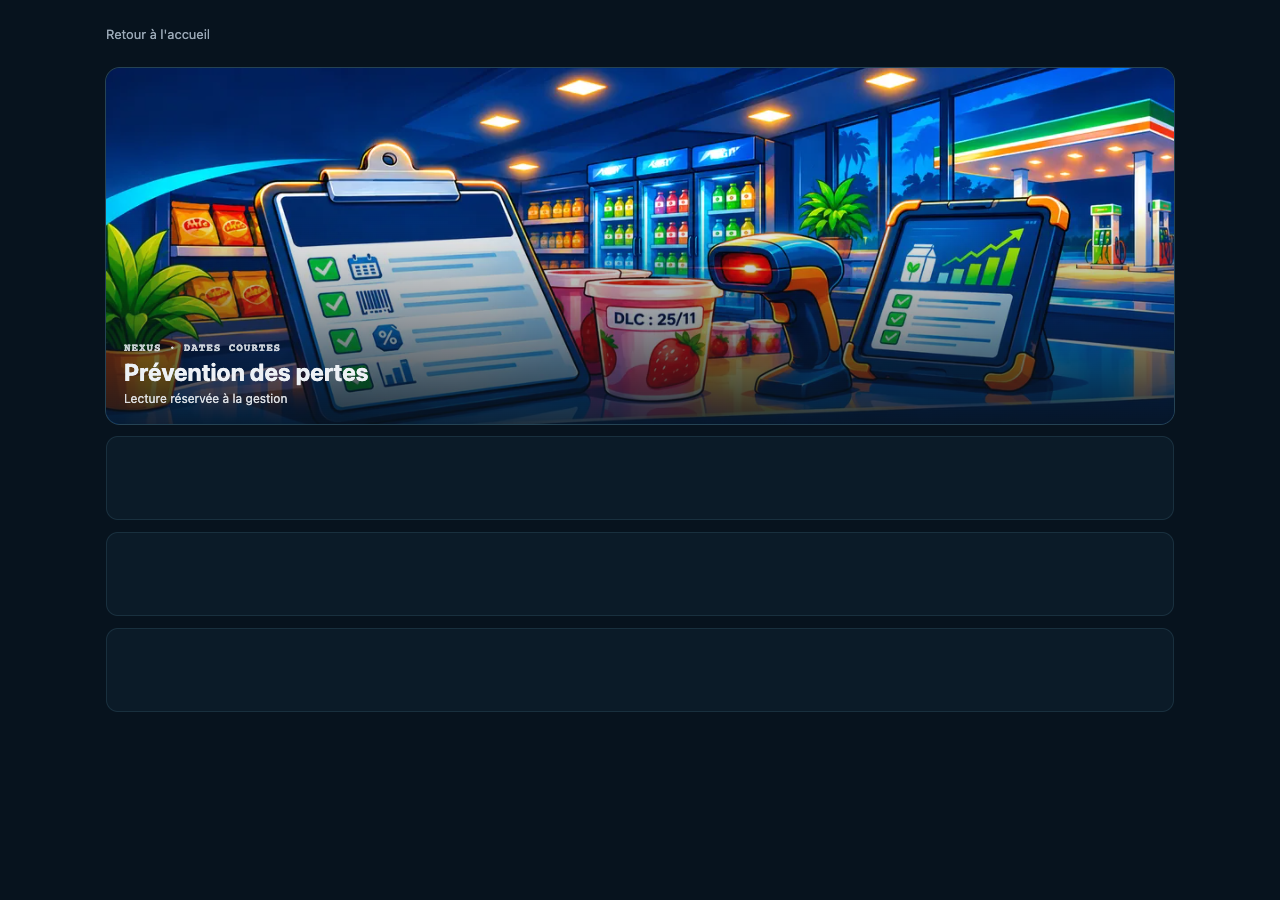 Retour à l'accueil
DLC : 25/11
NEXUS · DATES COURTES
Prévention des pertes
Lecture réservée à la gestion